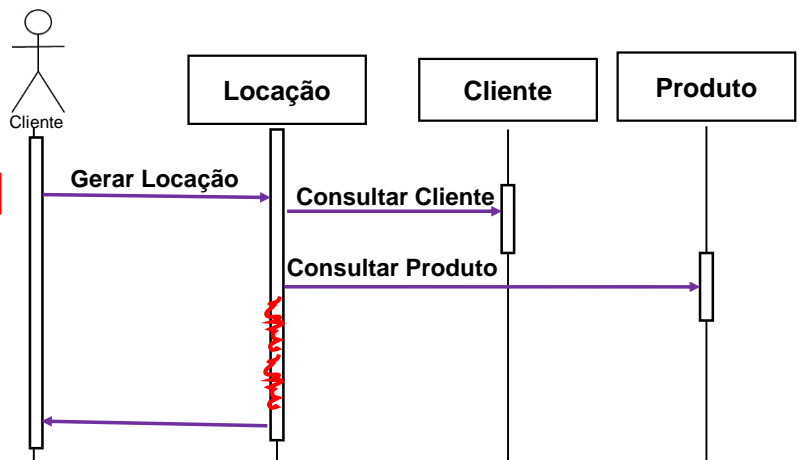 Locação
Cliente
Produto
Cliente
Gerar Locação
Consultar Cliente
Consultar Produto